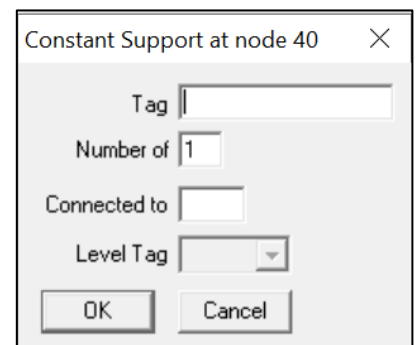 Constant Support at node 40
Tag
Number of 1
Connected to
Level Tag
OK Cancel